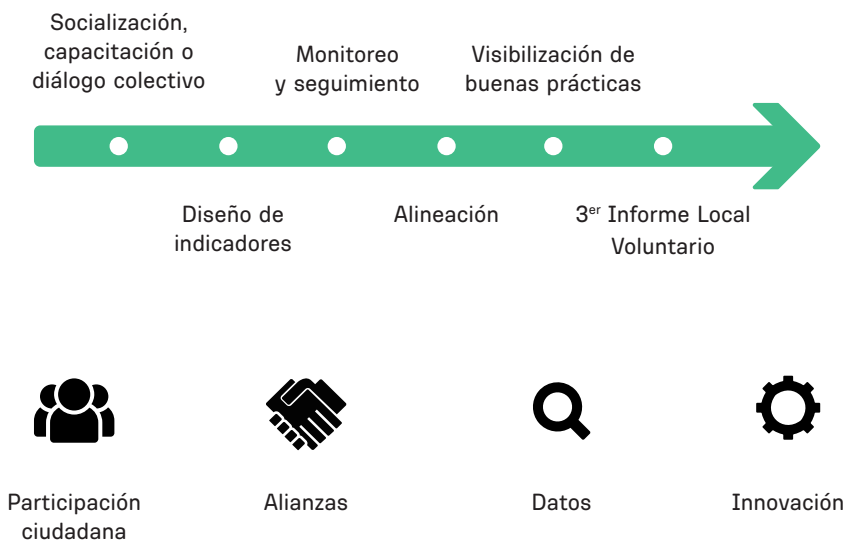 Socialización,
capacitación o
diálogo colectivo
Monitoreo
y seguimiento
Visibilización de
buenas prácticas
Diseño de
indicadores
Alineación
3er Informe Local
Voluntario
Participación
ciudadana
Alianzas
Datos
Innovación